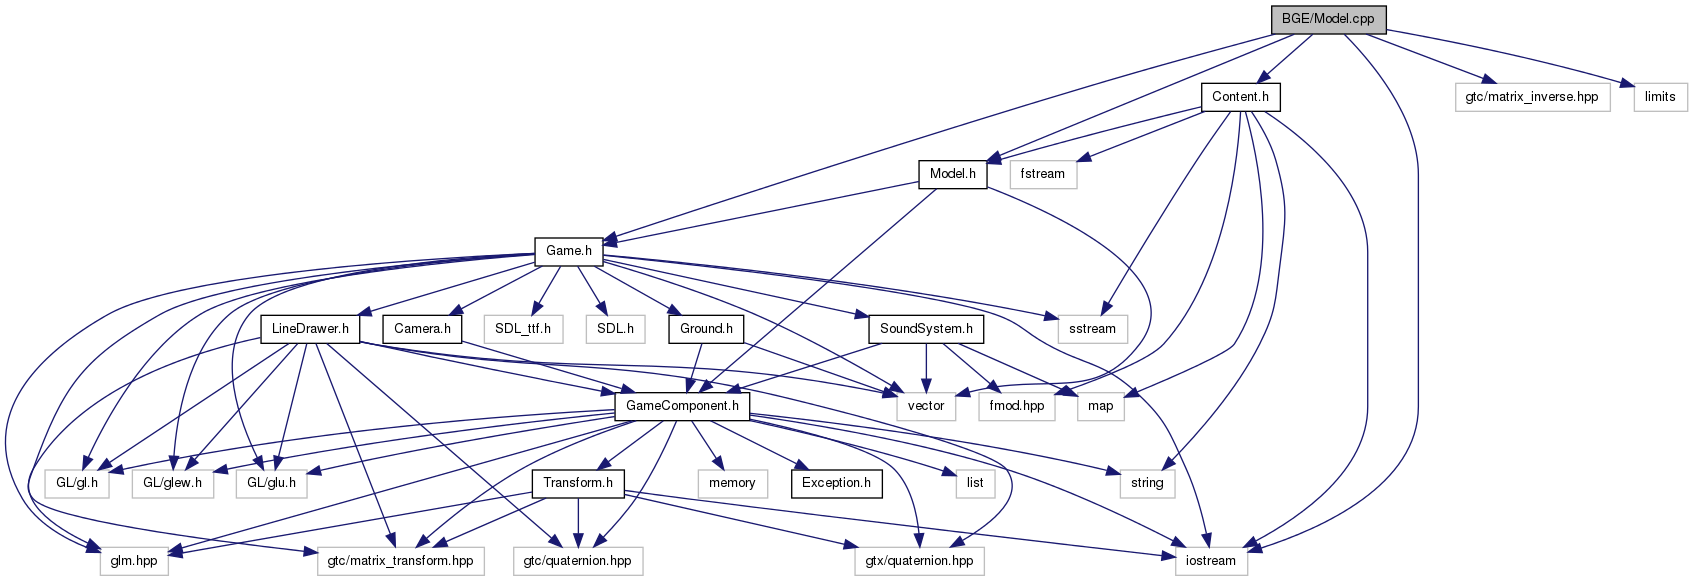 BGE/Model.cpp
Content.h
gtc/matrix_inverse.hpp
limits
Model.h
fstream
Game.h
LineDrawer.h
Camera.h
SDL_ttf.h
SDL.h
Ground.h
SoundSystem.h
sstream
GameComponent.h
vector
fmod.hpp
map
GL/gl.h
GL/glew.h
GL/glu.h
Transform.h
memory
Exception.h
list
string
glm.hpp
gtc/matrix_transform.hpp
gtc/quaternion.hpp
gtx/quaternion.hpp
iostream